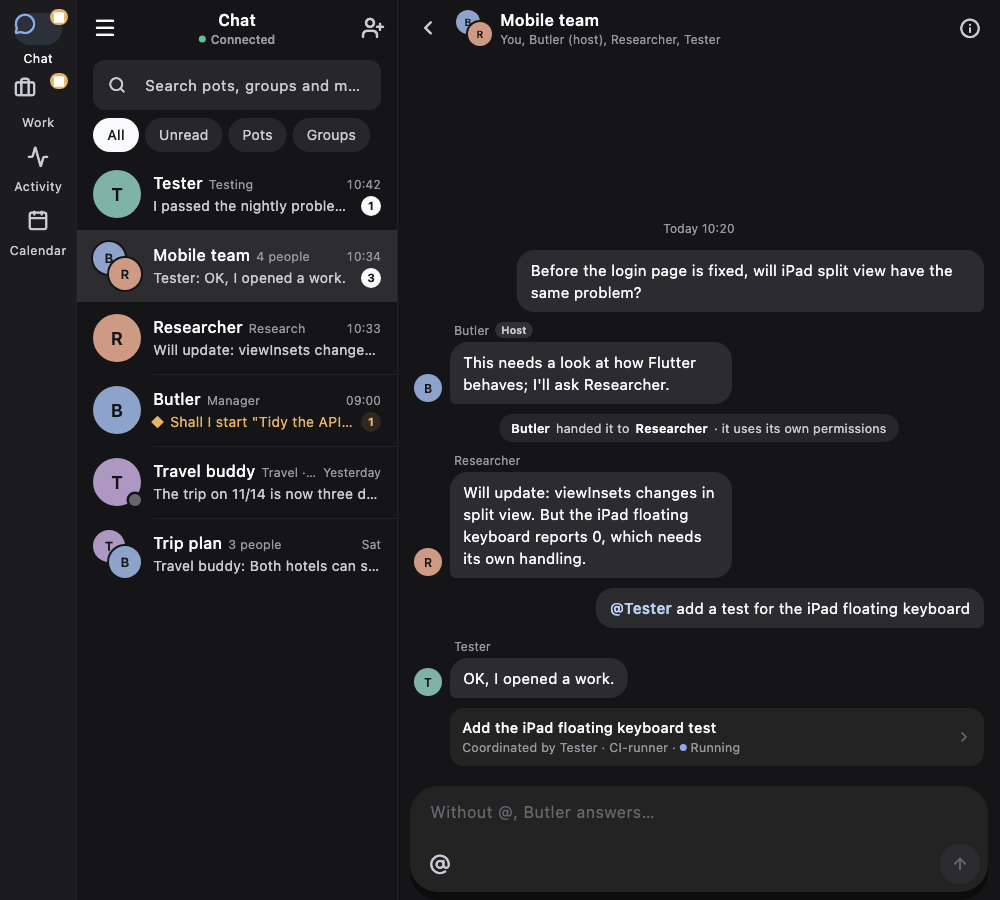 Chat
Work
Activity
Calendar
Chat
Connected
Search pots, groups and m...
All
Unread
Pots
Groups
T
Tester Testing 10:42
I passed the nightly proble... 1
B
R
Mobile team 4 people 10:34
Tester: OK, I opened a work. 3
R
Researcher Research 10:33
Will update: viewInsets change...
B
Butler Manager 09:00
Shall I start "Tidy the API... 1
T
Travel buddy Travel ·... Yesterday
The trip on 11/14 is now three d...
T
B
Trip plan 3 people Sat
Travel buddy: Both hotels can s...
B
R
Mobile team
You, Butler (host), Researcher, Tester
Today 10:20
Before the login page is fixed, will iPad split view have the
same problem?
Butler Host
This needs a look at how Flutter
behaves; I'll ask Researcher.
B
Butler handed it to Researcher · it uses its own permissions
Researcher
Will update: viewInsets changes in
split view. But the iPad floating
keyboard reports 0, which needs
its own handling.
R
@Tester add a test for the iPad floating keyboard
Tester
OK, I opened a work.
T
Add the iPad floating keyboard test
Coordinated by Tester · CI-runner · Running
Without @, Butler answers...
@